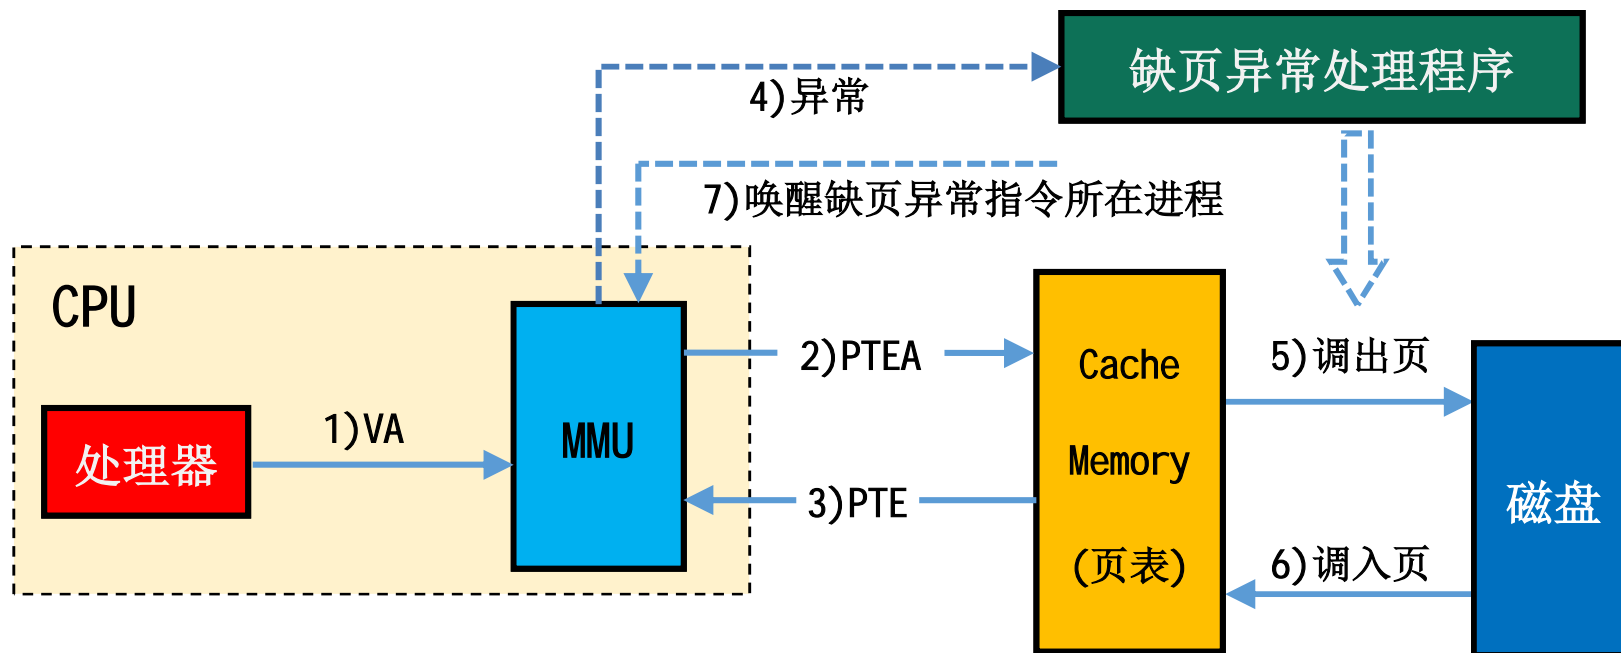 缺页异常处理程序
4)异常
7)唤醒缺页异常指令所在进程
CPU
处理器
1)VA
MMU
2)PTEA
3)PTE
Cache
Memory
(页表)
5)调出页
6)调入页
磁盘